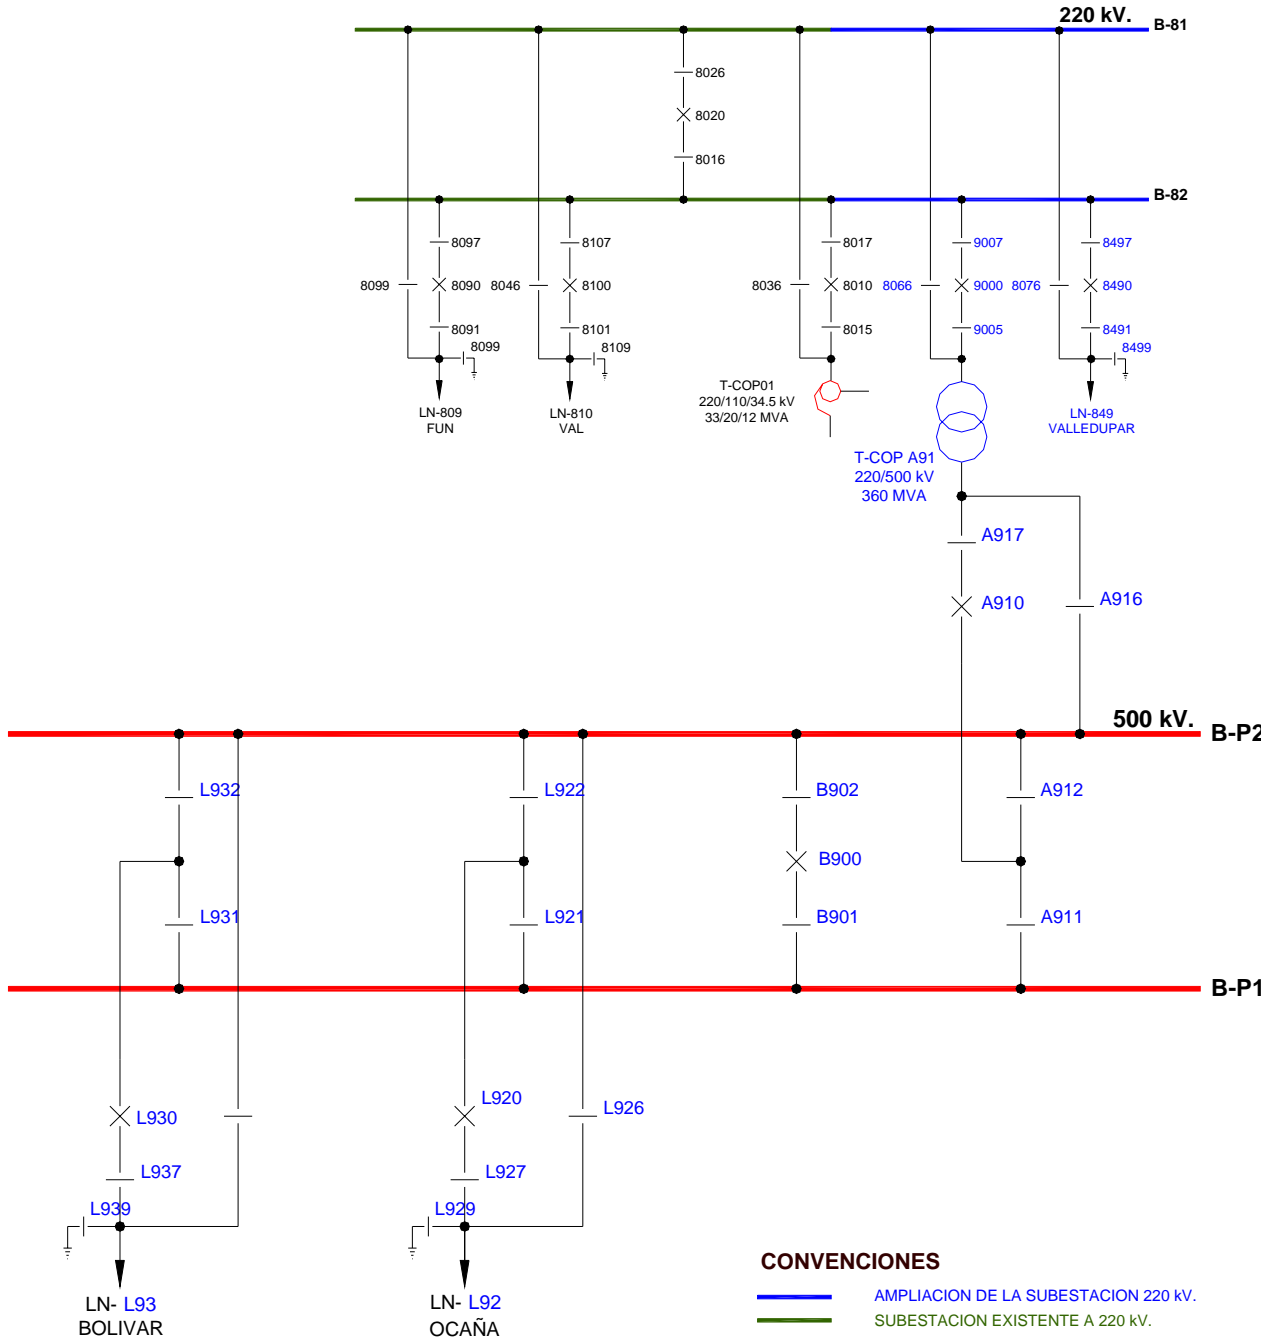 220 kV.
B-81
8026
8020
8016
B-82
8097
8107
8017
9007
8497
8099
8090
8046
8100
8036
8010
8066
9000
8076
8490
8091
8101
8015
9005
8491
8099
8109
8499
LN-809
FUN
LN-810
VAL
T-COP01
220/110/34.5 kV
33/20/12 MVA
LN-849
VALLEDUPAR
T-COP A91
220/500 kV
360 MVA
A917
A910
A916
500 kV.
B-P2
L932
L922
B902
A912
B900
L931
L921
B901
A911
B-P1
L930
L920
L926
L937
L927
L939
L929
LN- L93
BOLIVAR
LN- L92
OCAÑA
CONVENCIONES
AMPLIACION DE LA SUBESTACION 220 kV.
SUBESTACION EXISTENTE A 220 kV.